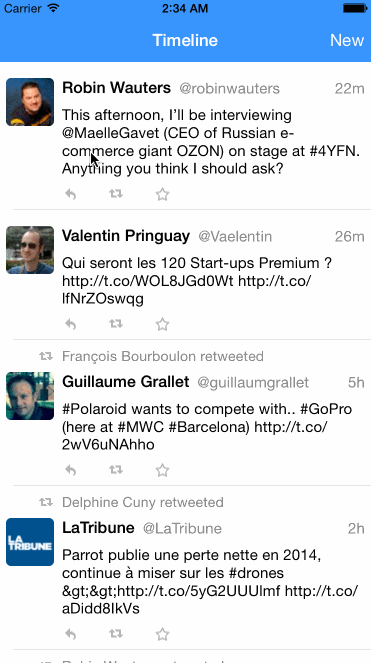 Carrier 2:34 AM
Timeline New
Robin Wauters @robinwauters 22m
This afternoon, I’ll be interviewing
@MaelleGavet (CEO of Russian e-
commerce giant OZON) on stage at #4YFN.
Anything you think I should ask?
Valentin Pringuay @Vaelentin 26m
Qui seront les 120 Start-ups Premium ?
http://t.co/WOL8JGd0Wt http://t.co/
lfNrZOswqg
François Bourboulon retweeted
Guillaume Grallet @guillaumgrallet 5h
#Polaroid wants to compete with.. #GoPro
(here at #MWC #Barcelona) http://t.co/
2wV6uNAhho
Delphine Cuny retweeted
LA
TRIBUNE
LaTribune @LaTribune 2h
Parrot publie une perte nette en 2014,
continue à miser sur les #drones
&gt;&gt;http://t.co/5yG2UUUlmf http://t.co/
aDidd8IkVs